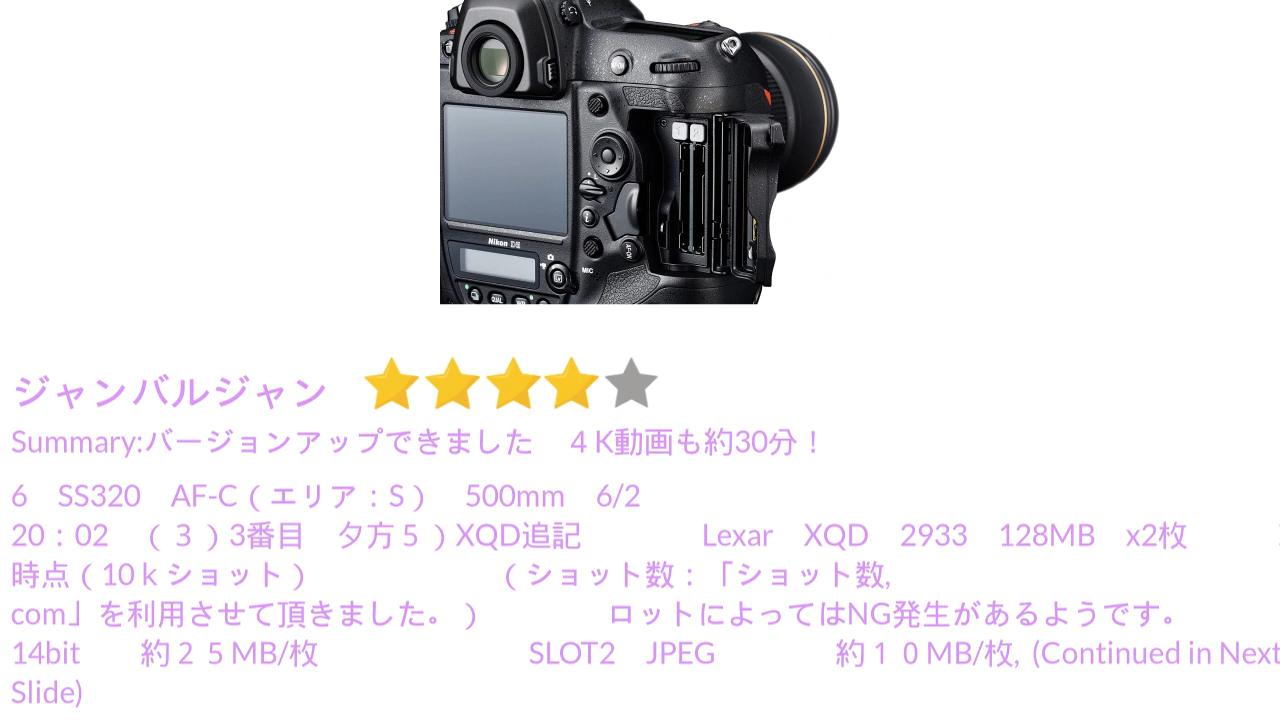 Nikon D5
MIC
QUAL
ジャンバルジャン
Summary:バージョンアップできました　４K動画も約30分！
6　SS320　AF-C（エリア：S）　500mm　6/2
20：02　（３）3番目　夕方５）XQD追記　　　　Lexar　XQD　2933　128MB　x2枚
時点（10ｋショット）　　　　　　　（ショット数：「ショット数,
com」を利用させて頂きました。）　　　　ロットによってはNG発生があるようです。
14bit　　約２５MB/枚　　　　　　　SLOT2　JPEG　　　　約１０MB/枚, (Continued in Next
Slide)